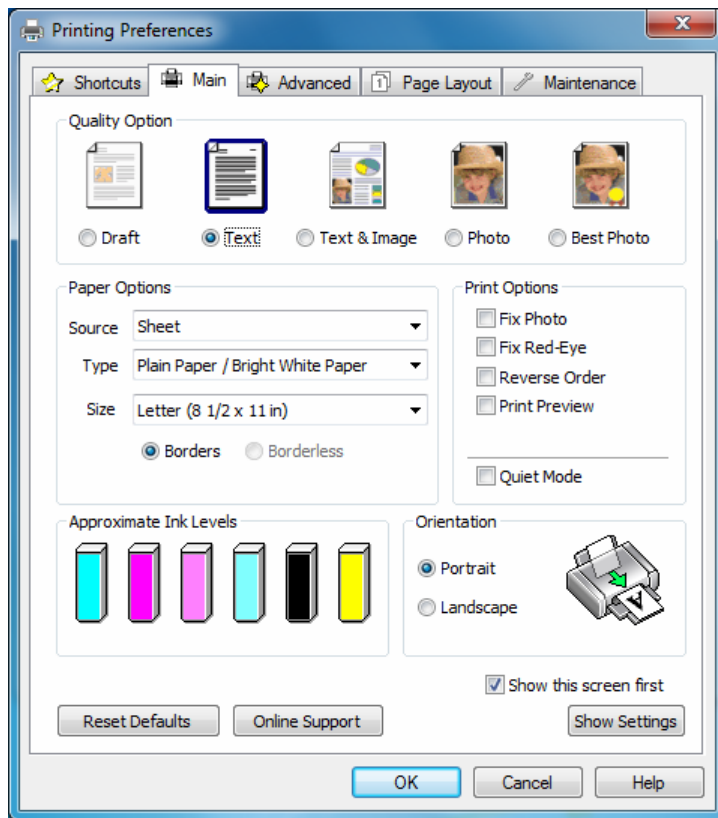 Printing Preferences
Shortcuts Main Advanced 1 Page Layout Maintenance
Quality Option
Draft Text Text & Image Photo Best Photo
Paper Options
Source Sheet
Type Plain Paper / Bright White Paper
Size Letter (8 1/2 x 11 in)
Borders Borderless
Print Options
Fix Photo
Fix Red-Eye
Reverse Order
Print Preview
Quiet Mode
Approximate Ink Levels
Orientation
Portrait
Landscape
A
Show this screen first
Reset Defaults Online Support Show Settings
OK Cancel Help